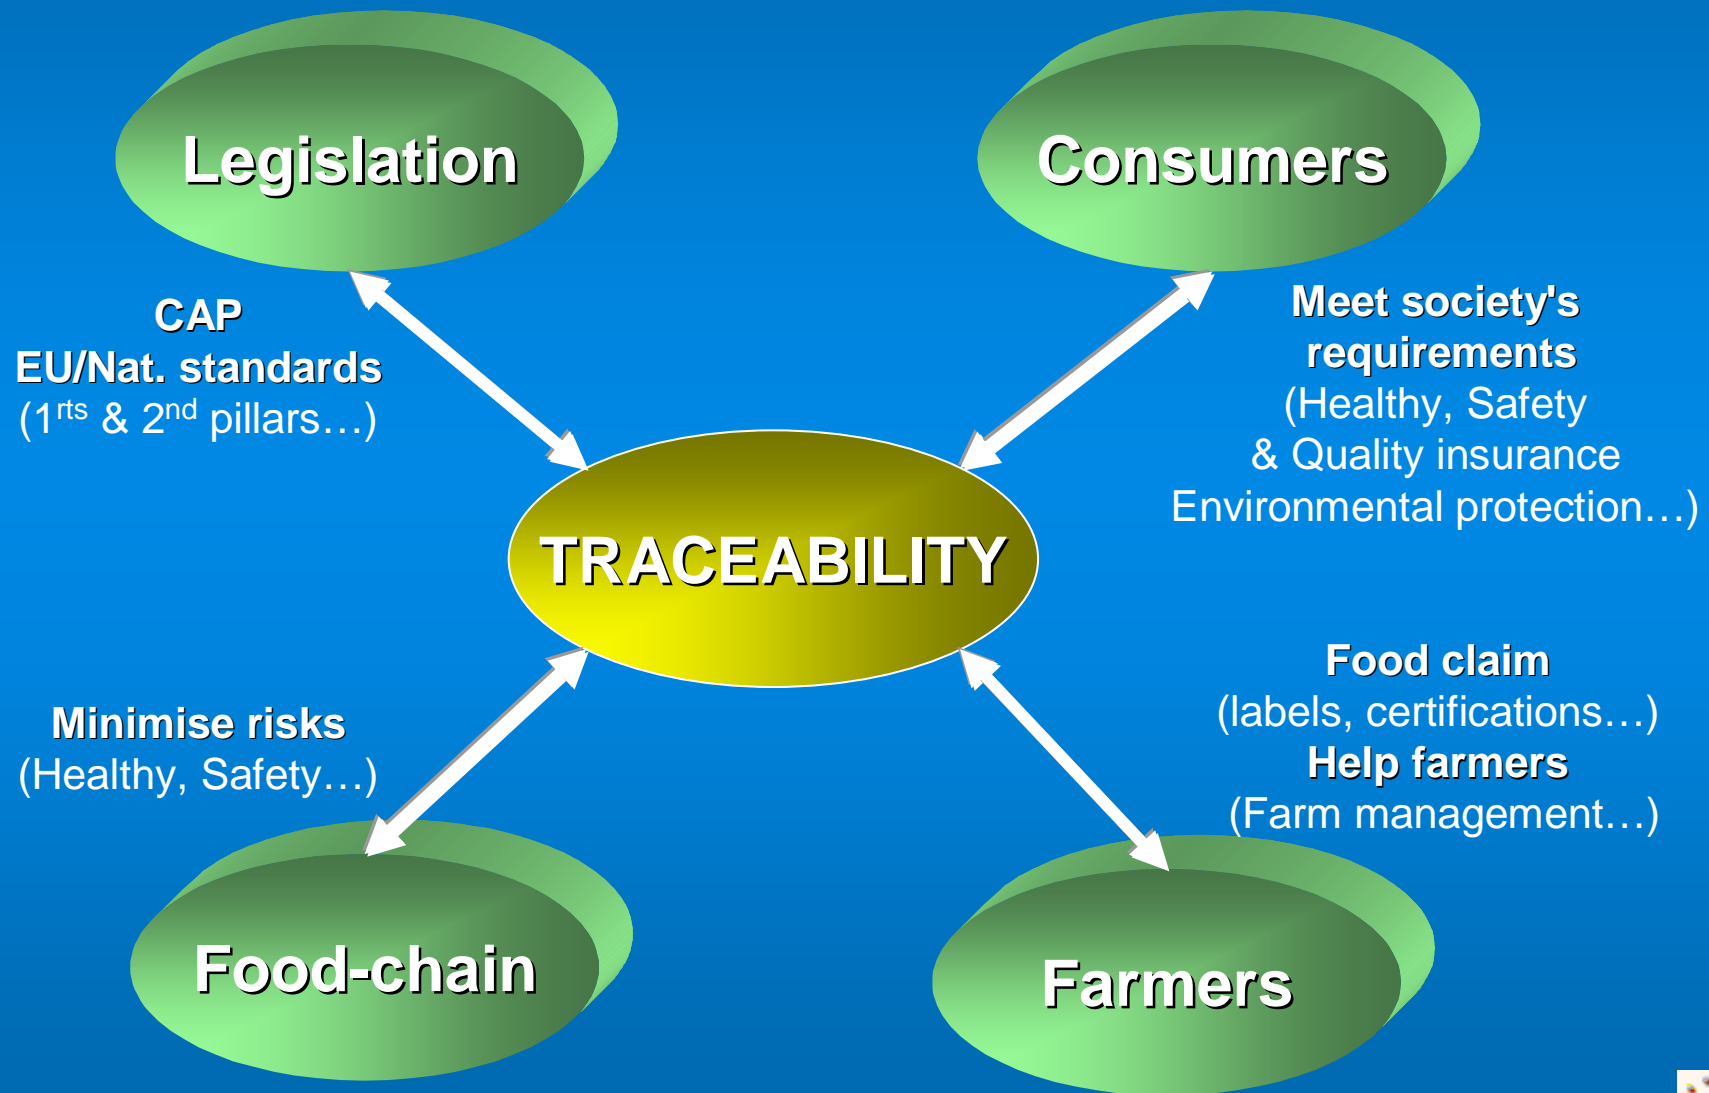 Legislation
Consumers
CAP
EU/Nat. standards
(1rts & 2nd pillars…)
Meet society's
requirements
(Healthy, Safety
& Quality insurance
Environmental protection…)
TRACEABILITY
Minimise risks
(Healthy, Safety…)
Food claim
(labels, certifications…)
Help farmers
(Farm management…)
Food-chain
Farmers